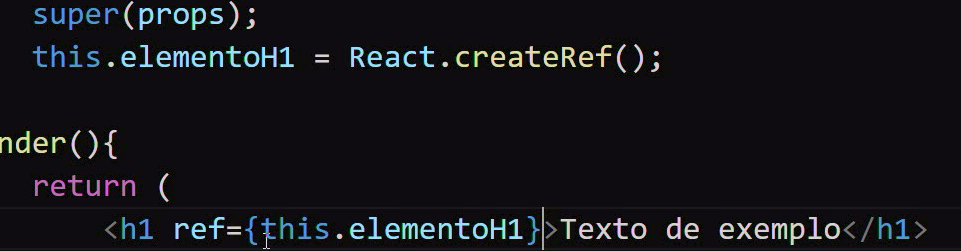 super(props);
this.elementoH1 = React.createRef();
nder(){
return (
<h1 ref={this.elementoH1}>Texto de exemplo</h1>